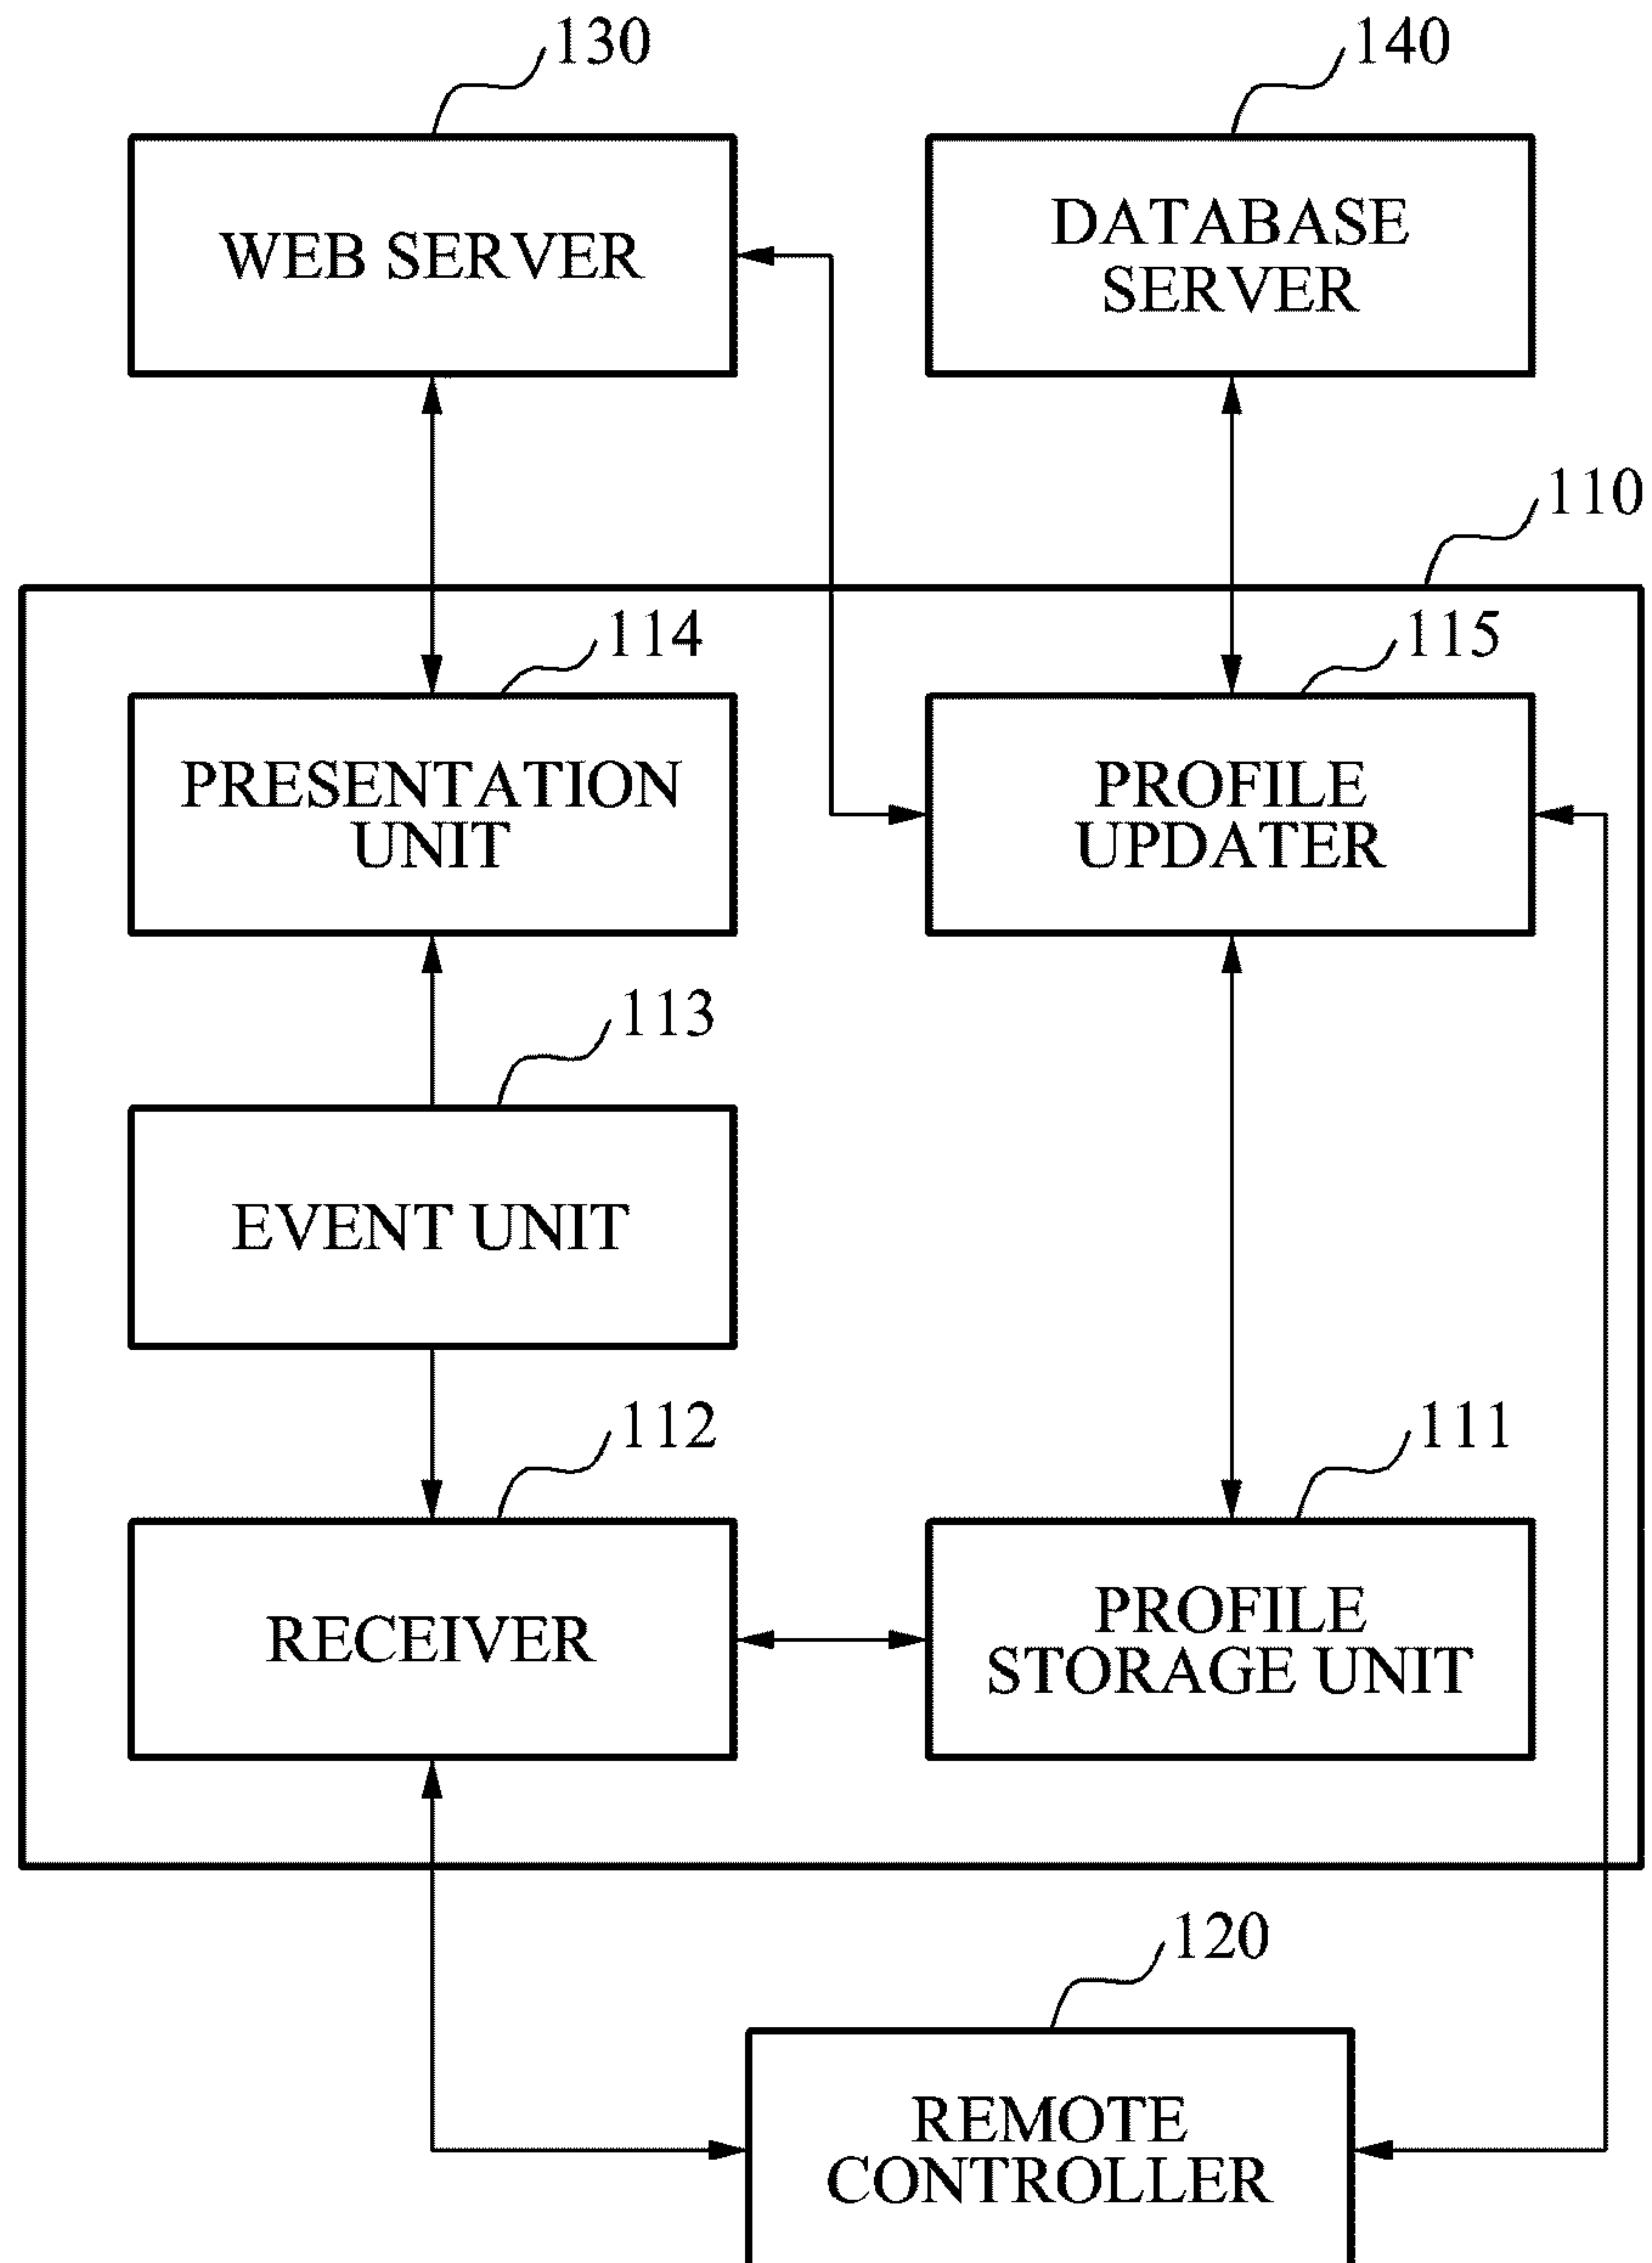 130
140
WEB SERVER
DATABASE
SERVER
110
114
115
PRESENTATION
UNIT
PROFILE
UPDATER
113
EVENT UNIT
112
111
RECEIVER
PROFILE
STORAGE UNIT
120
REMOTE
CONTROLLER